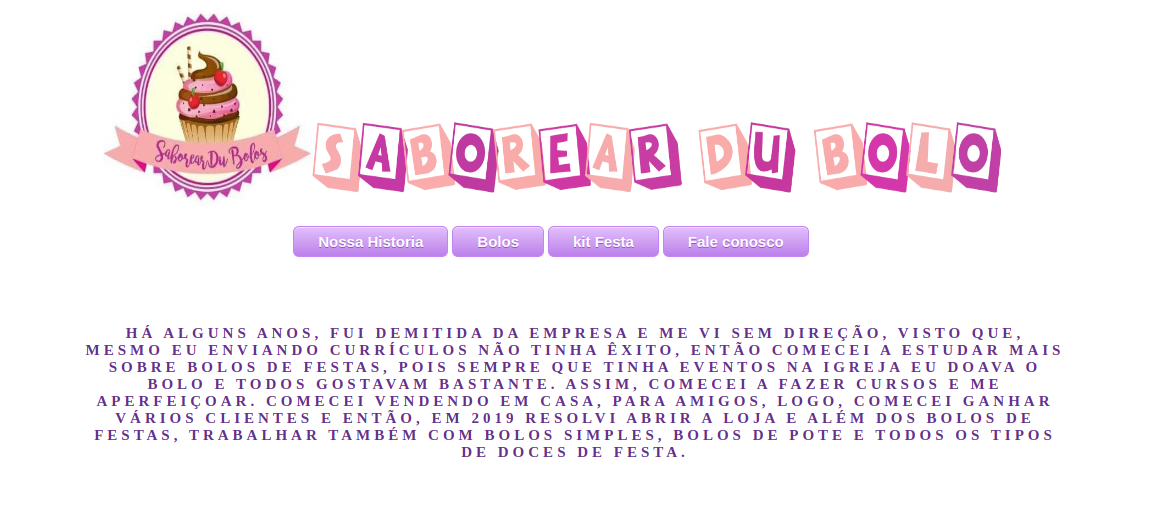 Saborear Du Bolos
SABOREAR DU BOLO
Nossa Historia Bolos kit Festa Fale conosco
HÁ ALGUNS ANOS, FUI DEMITIDA DA EMPRESA E ME VI SEM DIREÇÃO, VISTO QUE,
MESMO EU ENVIANDO CURRÍCULOS NÃO TINHA ÊXITO, ENTÃO COMECEI A ESTUDAR MAIS
SOBRE BOLOS DE FESTAS, POIS SEMPRE QUE TINHA EVENTOS NA IGREJA EU DOAVA O
BOLO E TODOS GOSTAVAM BASTANTE. ASSIM, COMECEI A FAZER CURSOS E ME
APERFEIÇOAR. COMECEI VENDENDO EM CASA, PARA AMIGOS, LOGO, COMECEI GANHAR
VÁRIOS CLIENTES E ENTÃO, EM 2019 RESOLVI ABRIR A LOJA E ALÉM DOS BOLOS DE
FESTAS, TRABALHAR TAMBÉM COM BOLOS SIMPLES, BOLOS DE POTE E TODOS OS TIPOS
DE DOCES DE FESTA.